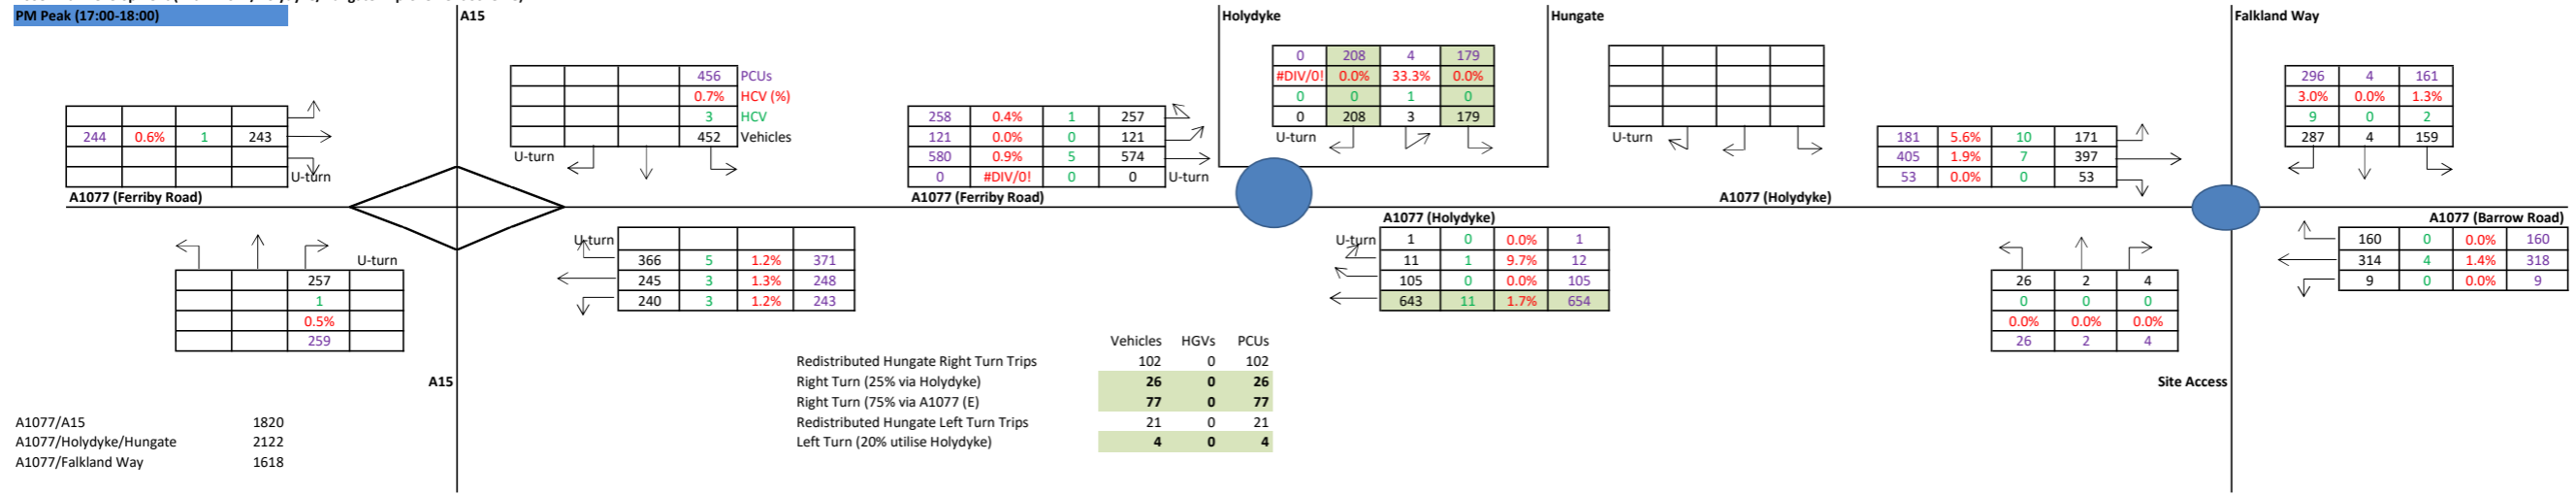 PM Peak (17:00-18:00)
A15
Holydyke
Hungate
Falkland Way
456 PCUs
0.7% HCV (%)
3 HCV
452 Vehicles
U-turn
244 0.6% 1 243
U-turn
A1077 (Ferriby Road)
258 0.4% 1 257
121 0.0% 0 121
580 0.9% 5 574
0 #DIV/0! 0 0 U-turn
A1077 (Ferriby Road)
0 208 4 179
#DIV/0! 0.0% 33.3% 0.0%
0 0 1 0
0 208 3 179
U-turn
U-turn
181 5.6% 10 171
405 1.9% 7 397
53 0.0% 0 53
A1077 (Holydyke)
296 4 161
3.0% 0.0% 1.3%
9 0 2
287 4 159
U-turn
257
1
0.5%
259
A15
U-turn
366 5 1.2% 371
245 3 1.3% 248
240 3 1.2% 243
A1077 (Holydyke)
U-turn 1 0 0.0% 1
11 1 9.7% 12
105 0 0.0% 105
643 11 1.7% 654
26 2 4
0 0 0
0.0% 0.0% 0.0%
26 2 4
Site Access
A1077 (Barrow Road)
160 0 0.0% 160
314 4 1.4% 318
9 0 0.0% 9
Vehicles HGVs PCUs
Redistributed Hungate Right Turn Trips 102 0 102
Right Turn (25% via Holydyke) 26 0 26
Right Turn (75% via A1077 (E) 77 0 77
Redistributed Hungate Left Turn Trips 21 0 21
Left Turn (20% utilise Holydyke) 4 0 4
A1077/A15 1820
A1077/Holydyke/Hungate 2122
A1077/Falkland Way 1618